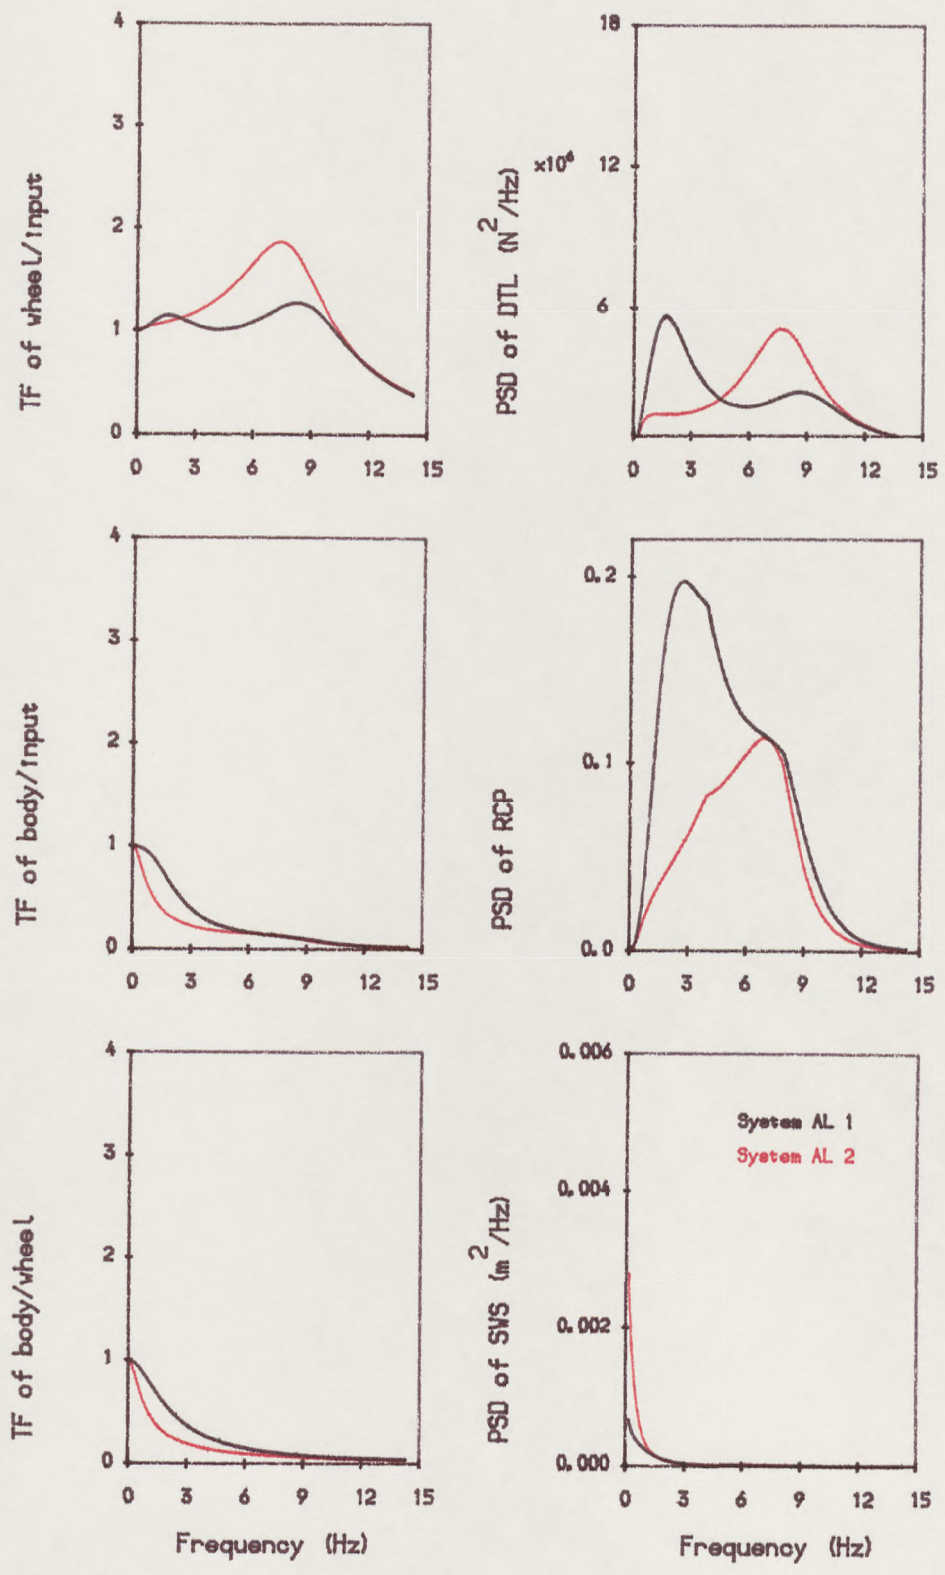 TF of wheel/input
4
3
2
1
0
0 3 6 9 12 15
PSD of DTL (N²/Hz)
×10⁶
18
12
6
0 3 6 9 12 15
TF of body/input
4
3
2
1
0
0 3 6 9 12 15
PSD of RCP
0.2
0.1
0.0
0 3 6 9 12 15
TF of body/wheel
4
3
2
1
0
0 3 6 9 12 15
Frequency (Hz)
PSD of SWS (m²/Hz)
0.006
0.004
0.002
0.000
System AL 1
System AL 2
0 3 6 9 12 15
Frequency (Hz)